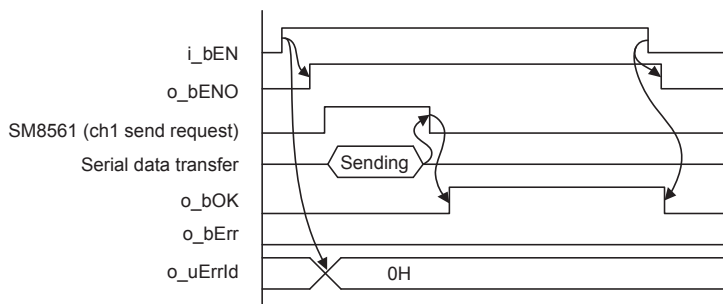 i_bEN
o_bENO
SM8561 (ch1 send request)
Serial data transfer
Sending
o_bOK
o_bErr
o_uErrId
0H